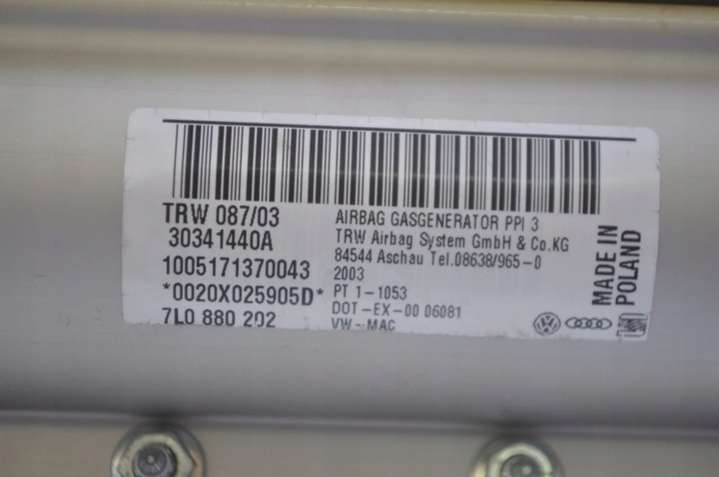 TRW 087/03
30341440A
1005171370043
*0020X025905D*
7L0 880 202
AIRBAG GASGENERATOR PPI 3
TRW Airbag System GmbH & Co.KG
84544 Aschau Tel.08638/965-0
2003
PT 1-1053
DOT-EX-00 06081
VW-MAC
MADE IN
POLAND